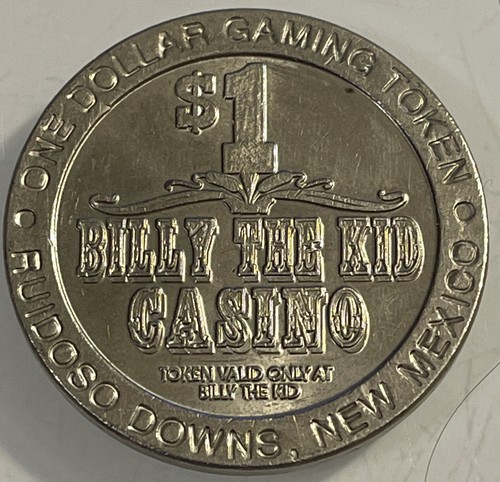 ONE DOLLAR GAMING TOKEN
$1
BILLY THE KID
CASINO
TOKEN VALID ONLY AT
BILLY THE KID
RUIDOSO DOWNS, NEW MEXICO